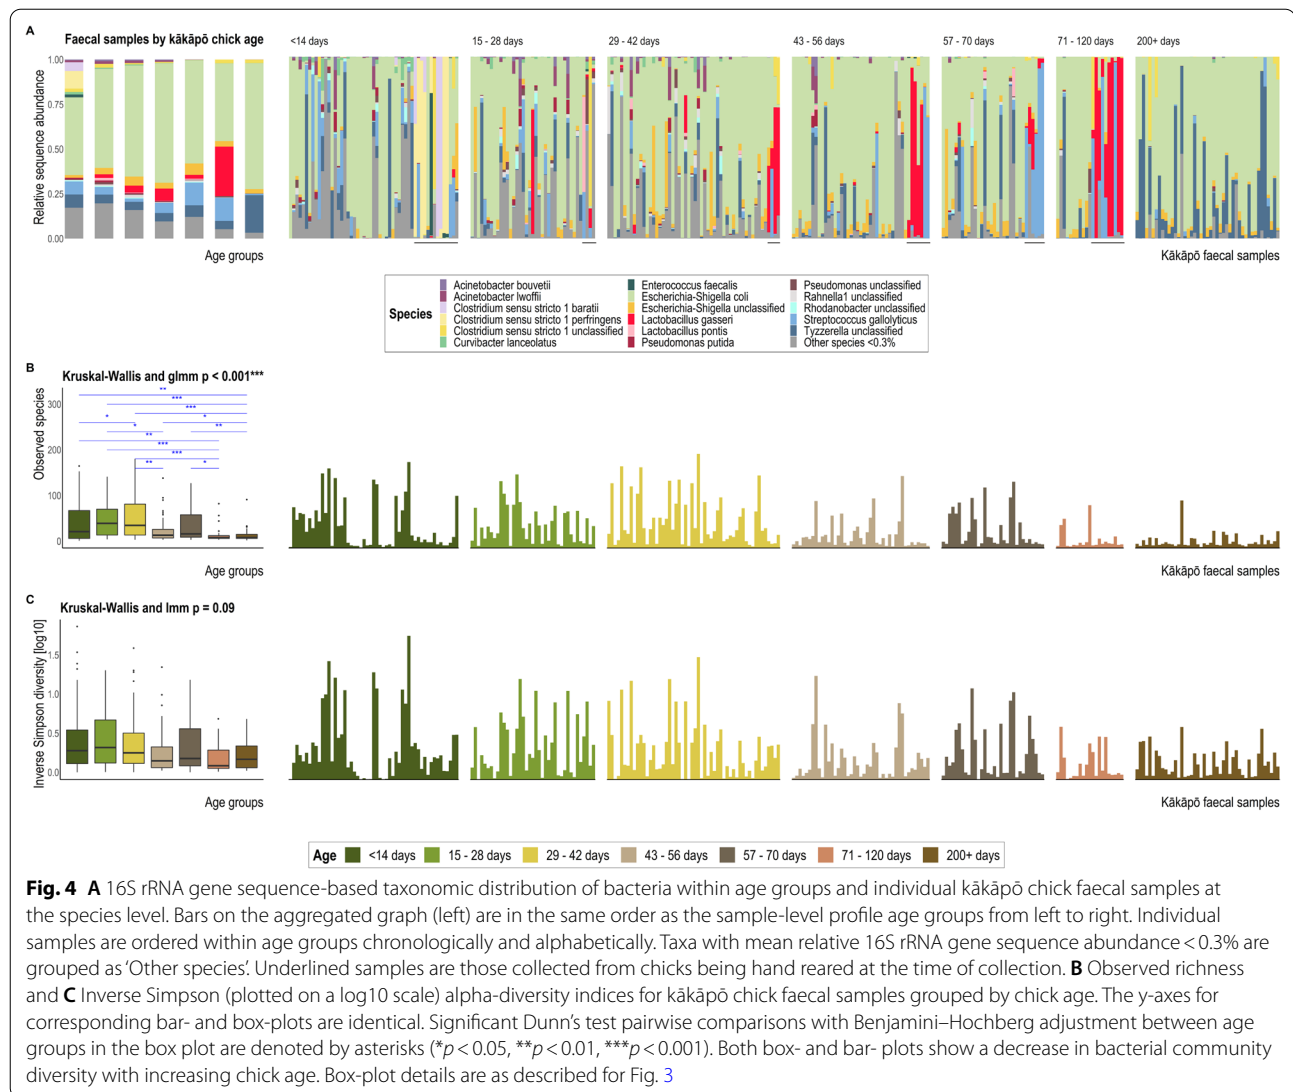 A
Faecal samples by kākāpō chick age
<14 days
15 - 28 days
29 - 42 days
43 - 56 days
57 - 70 days
71 - 120 days
200+ days
Relative sequence abundance
1.00
0.75
0.50
0.25
0.00
Age groups
Kākāpō faecal samples
Species
Acinetobacter bouvetii
Acinetobacter lwoffii
Clostridium sensu stricto 1 baratii
Clostridium sensu stricto 1 perfringens
Clostridium sensu stricto 1 unclassified
Curvibacter lanceolatus
Enterococcus faecalis
Escherichia-Shigella coli
Escherichia-Shigella unclassified
Lactobacillus gasseri
Lactobacillus pontis
Pseudomonas putida
Pseudomonas unclassified
Rahnella1 unclassified
Rhodanobacter unclassified
Streptococcus gallolyticus
Tyzzerella unclassified
Other species <0.3%
B
Kruskal-Wallis and glmm p < 0.001***
Observed species
300
200
100
0
**
***
***
*
*
*
**
**
***
***
**
*
Age groups
Kākāpō faecal samples
C
Kruskal-Wallis and lmm p = 0.09
Inverse Simpson diversity [log10]
1.5
1.0
0.5
0.0
Age groups
Kākāpō faecal samples
Age
<14 days
15 - 28 days
29 - 42 days
43 - 56 days
57 - 70 days
71 - 120 days
200+ days
Fig. 4 A 16S rRNA gene sequence-based taxonomic distribution of bacteria within age groups and individual kākāpō chick faecal samples at
the species level. Bars on the aggregated graph (left) are in the same order as the sample-level profile age groups from left to right. Individual
samples are ordered within age groups chronologically and alphabetically. Taxa with mean relative 16S rRNA gene sequence abundance < 0.3% are
grouped as 'Other species'. Underlined samples are those collected from chicks being hand reared at the time of collection. B Observed richness
and C Inverse Simpson (plotted on a log10 scale) alpha-diversity indices for kākāpō chick faecal samples grouped by chick age. The y-axes for
corresponding bar- and box-plots are identical. Significant Dunn's test pairwise comparisons with Benjamini–Hochberg adjustment between age
groups in the box plot are denoted by asterisks (*p < 0.05, **p < 0.01, ***p < 0.001). Both box- and bar- plots show a decrease in bacterial community
diversity with increasing chick age. Box-plot details are as described for Fig. 3